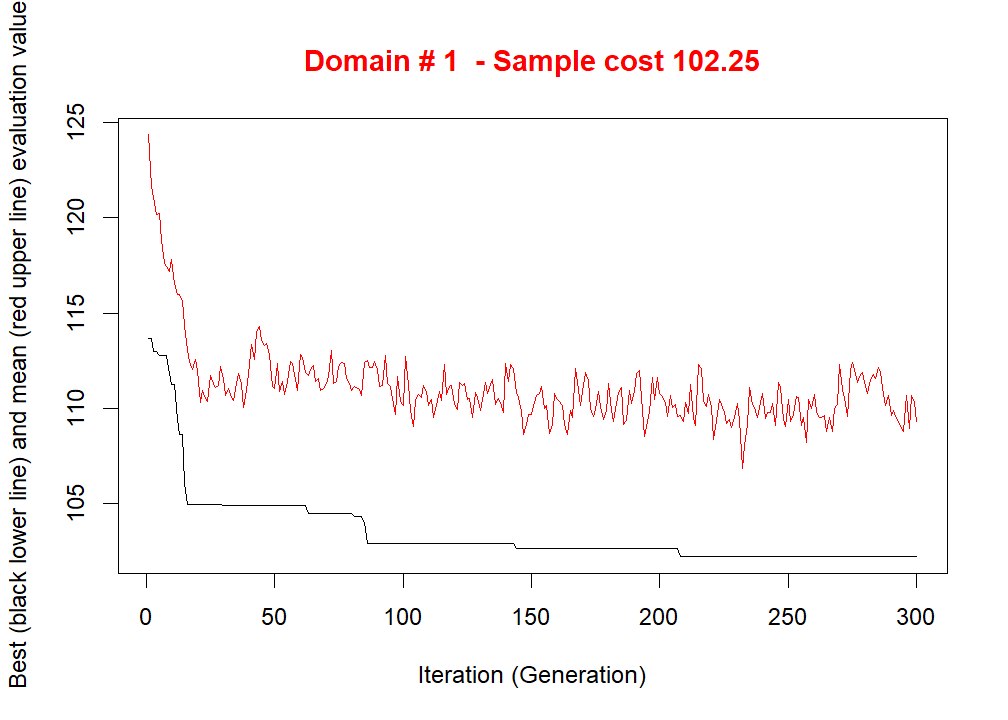 Domain # 1  - Sample cost 102.25
Best (black lower line) and mean (red upper line) evaluation value
125
120
115
110
105
0 50 100 150 200 250 300
Iteration (Generation)